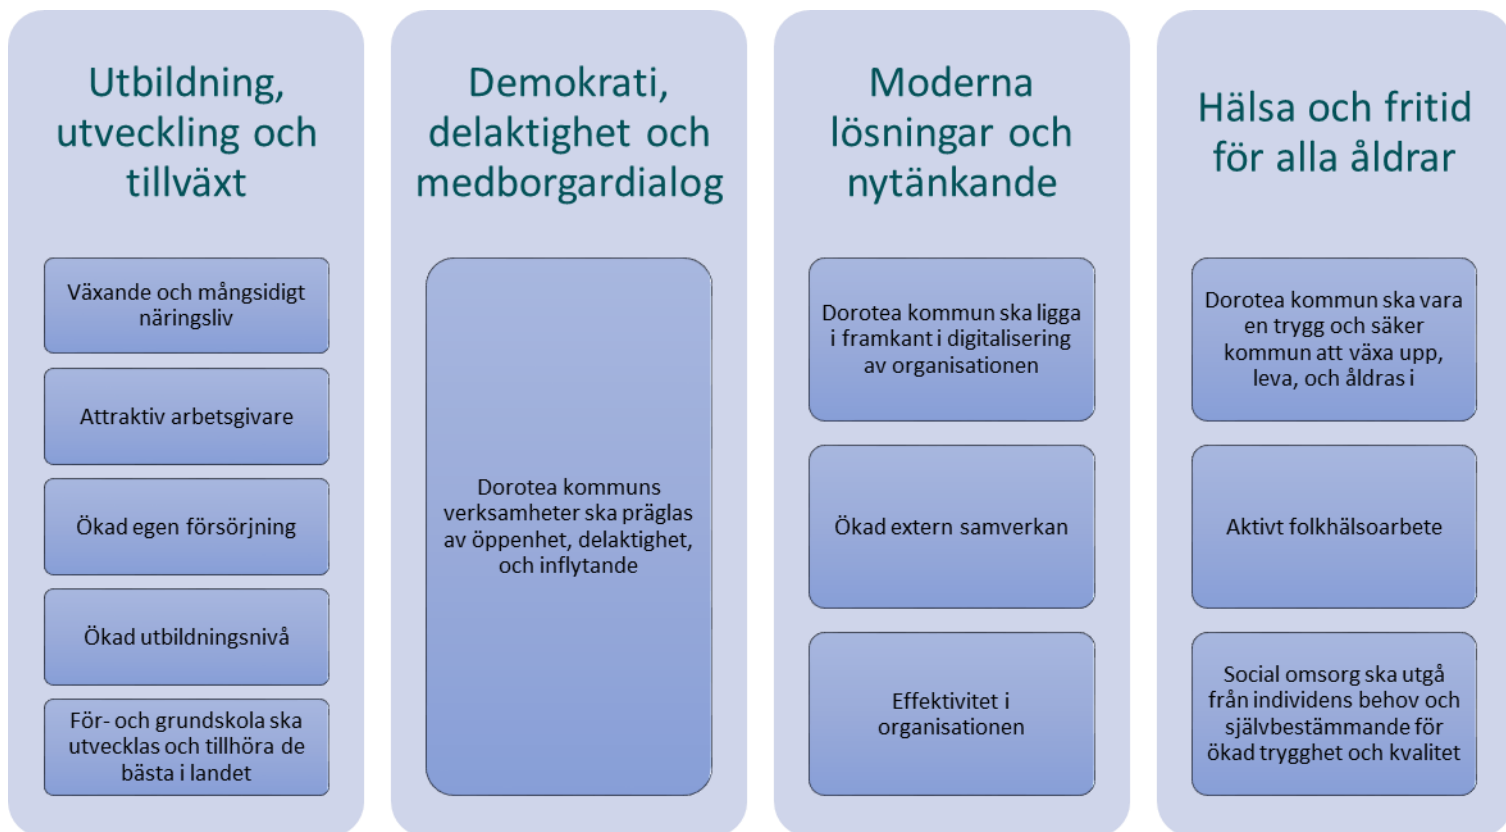 Utbildning,
utveckling och
tillväxt
Växande och mångsidigt
näringsliv
Attraktiv arbetsgivare
Ökad egen försörjning
Ökad utbildningsnivå
För- och grundskola ska
utvecklas och tillhöra de
bästa i landet
Demokrati,
delaktighet och
medborgardialog
Dorotea kommuns
verksamheter ska präglas
av öppenhet, delaktighet,
och inflytande
Moderna
lösningar och
nytänkande
Dorotea kommun ska ligga
i framkant i digitalisering
av organisationen
Ökad extern samverkan
Effektivitet i
organisationen
Hälsa och fritid
för alla åldrar
Dorotea kommun ska vara
en trygg och säker
kommun att växa upp,
leva, och åldras i
Aktivt folkhälsoarbete
Social omsorg ska utgå
från individens behov och
självbestämmande för
ökad trygghet och kvalitet